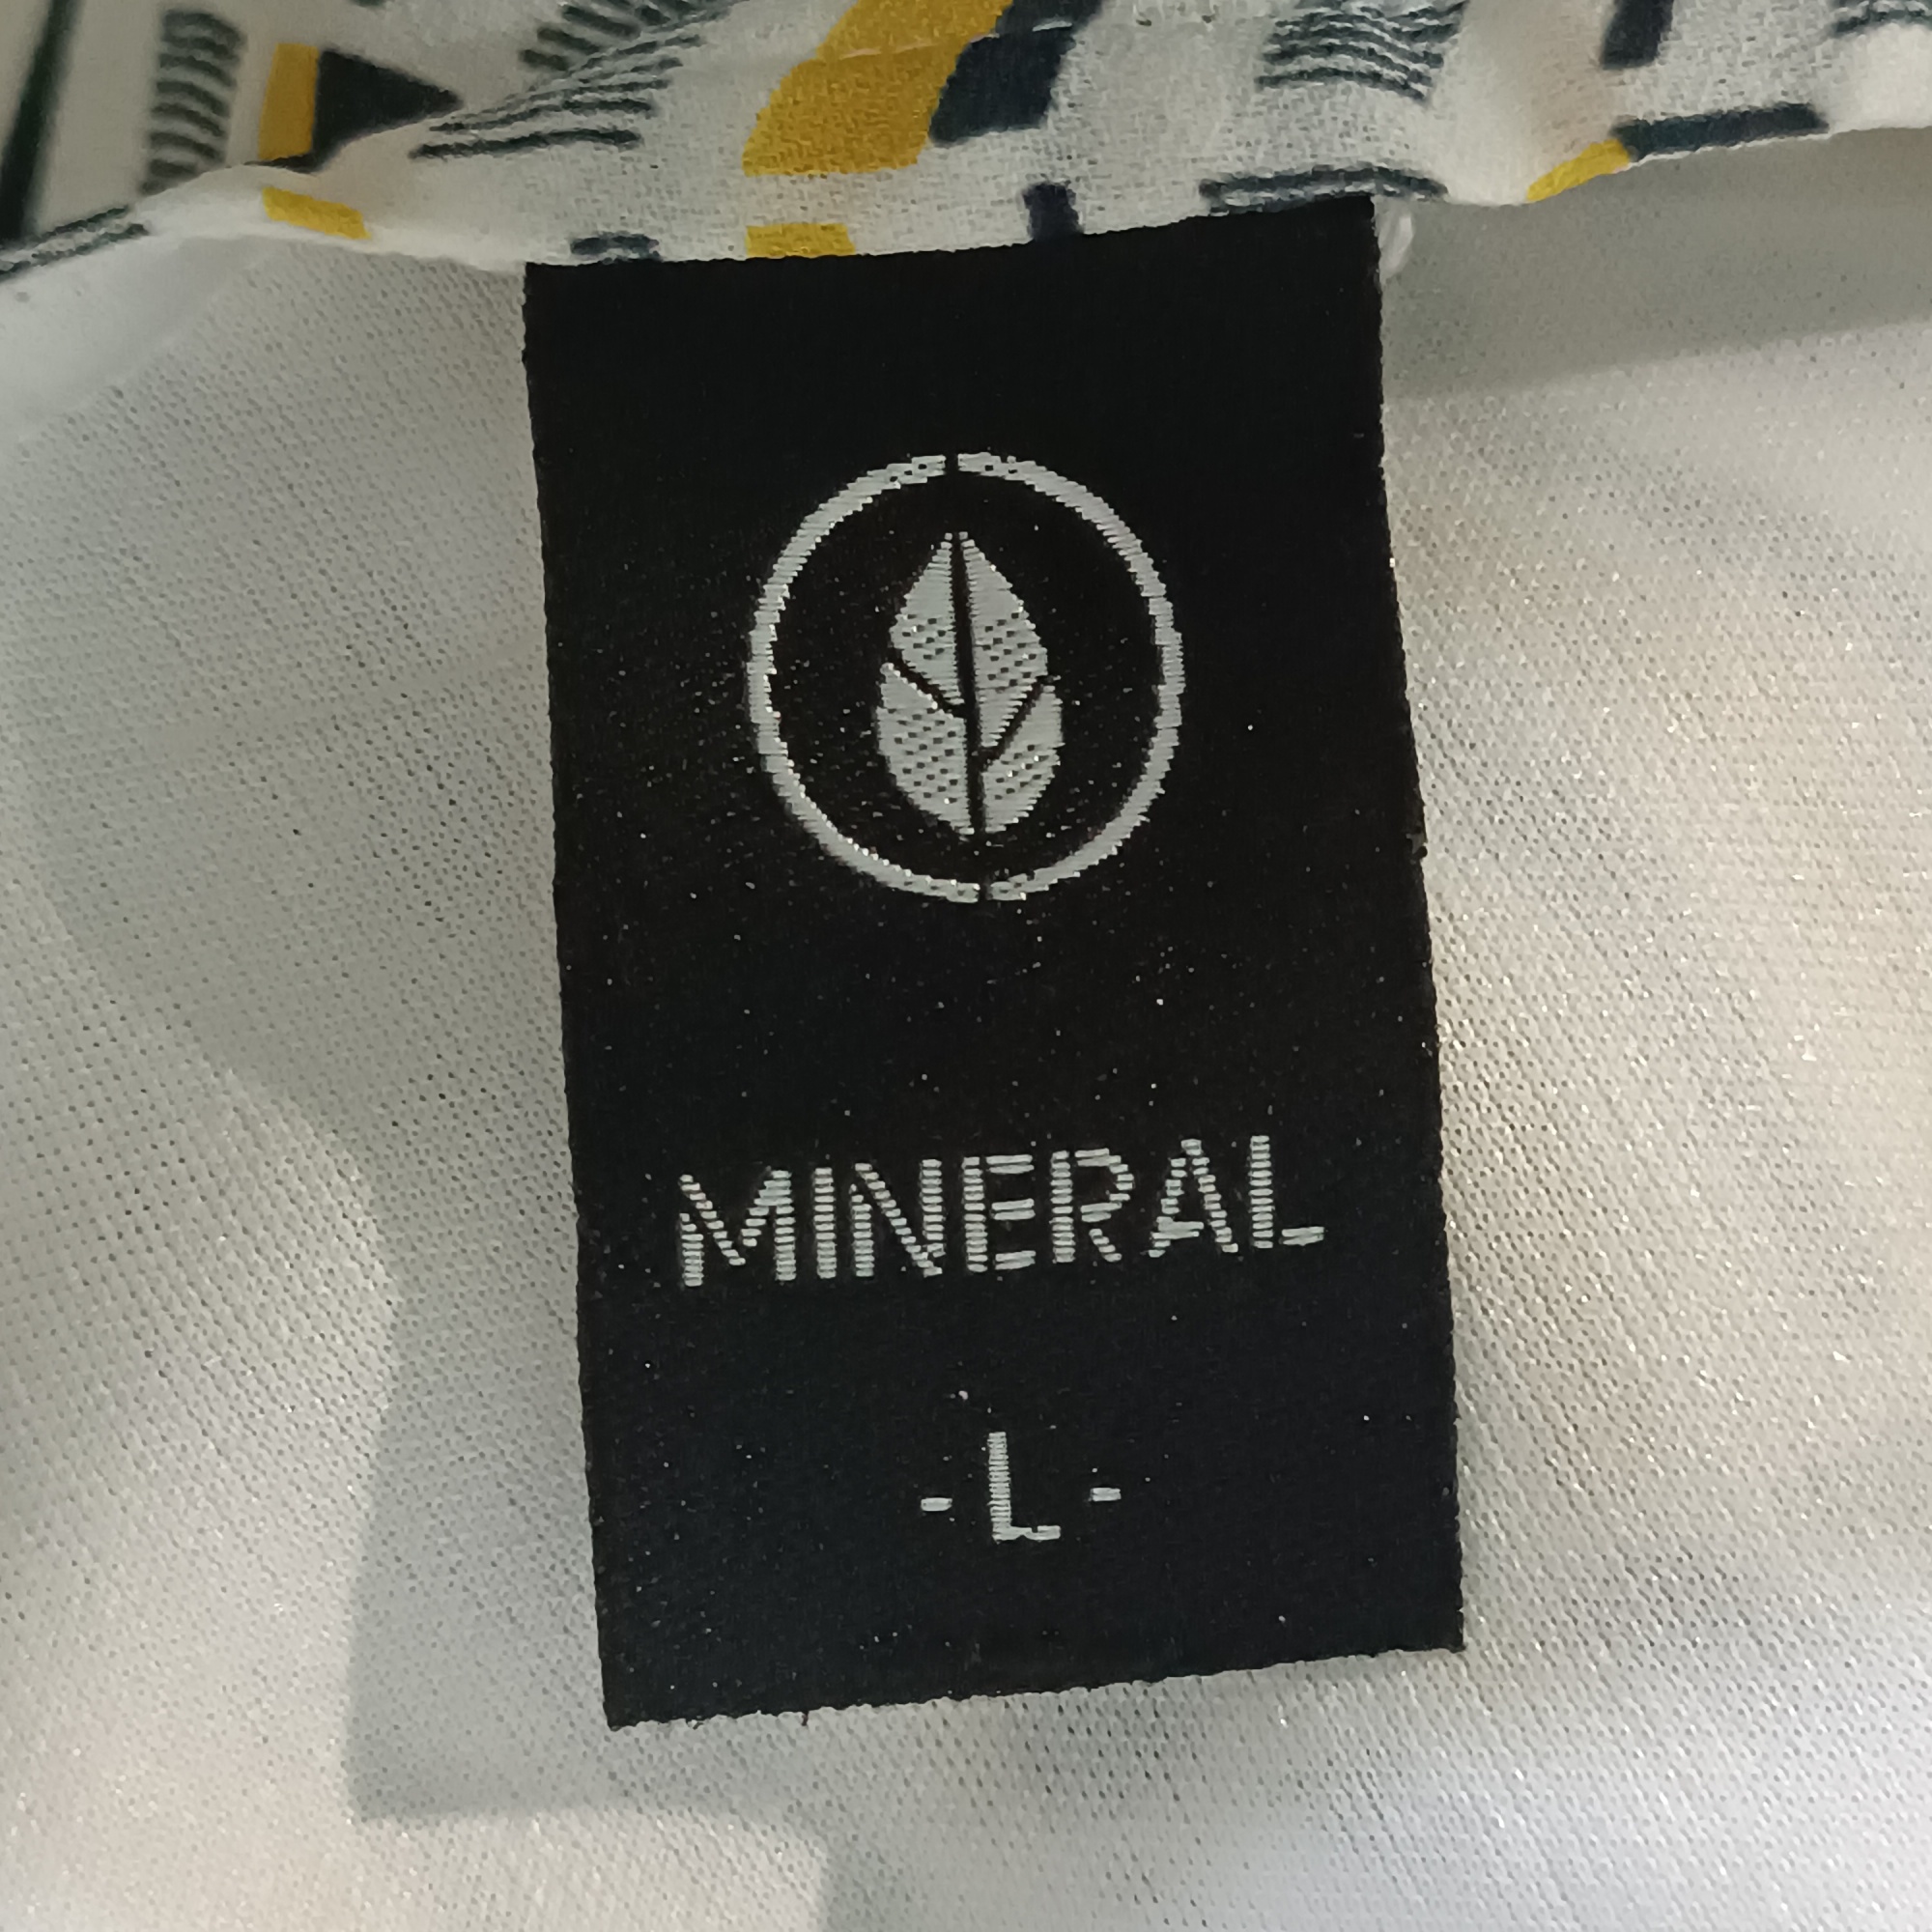 MINERAL
- L -